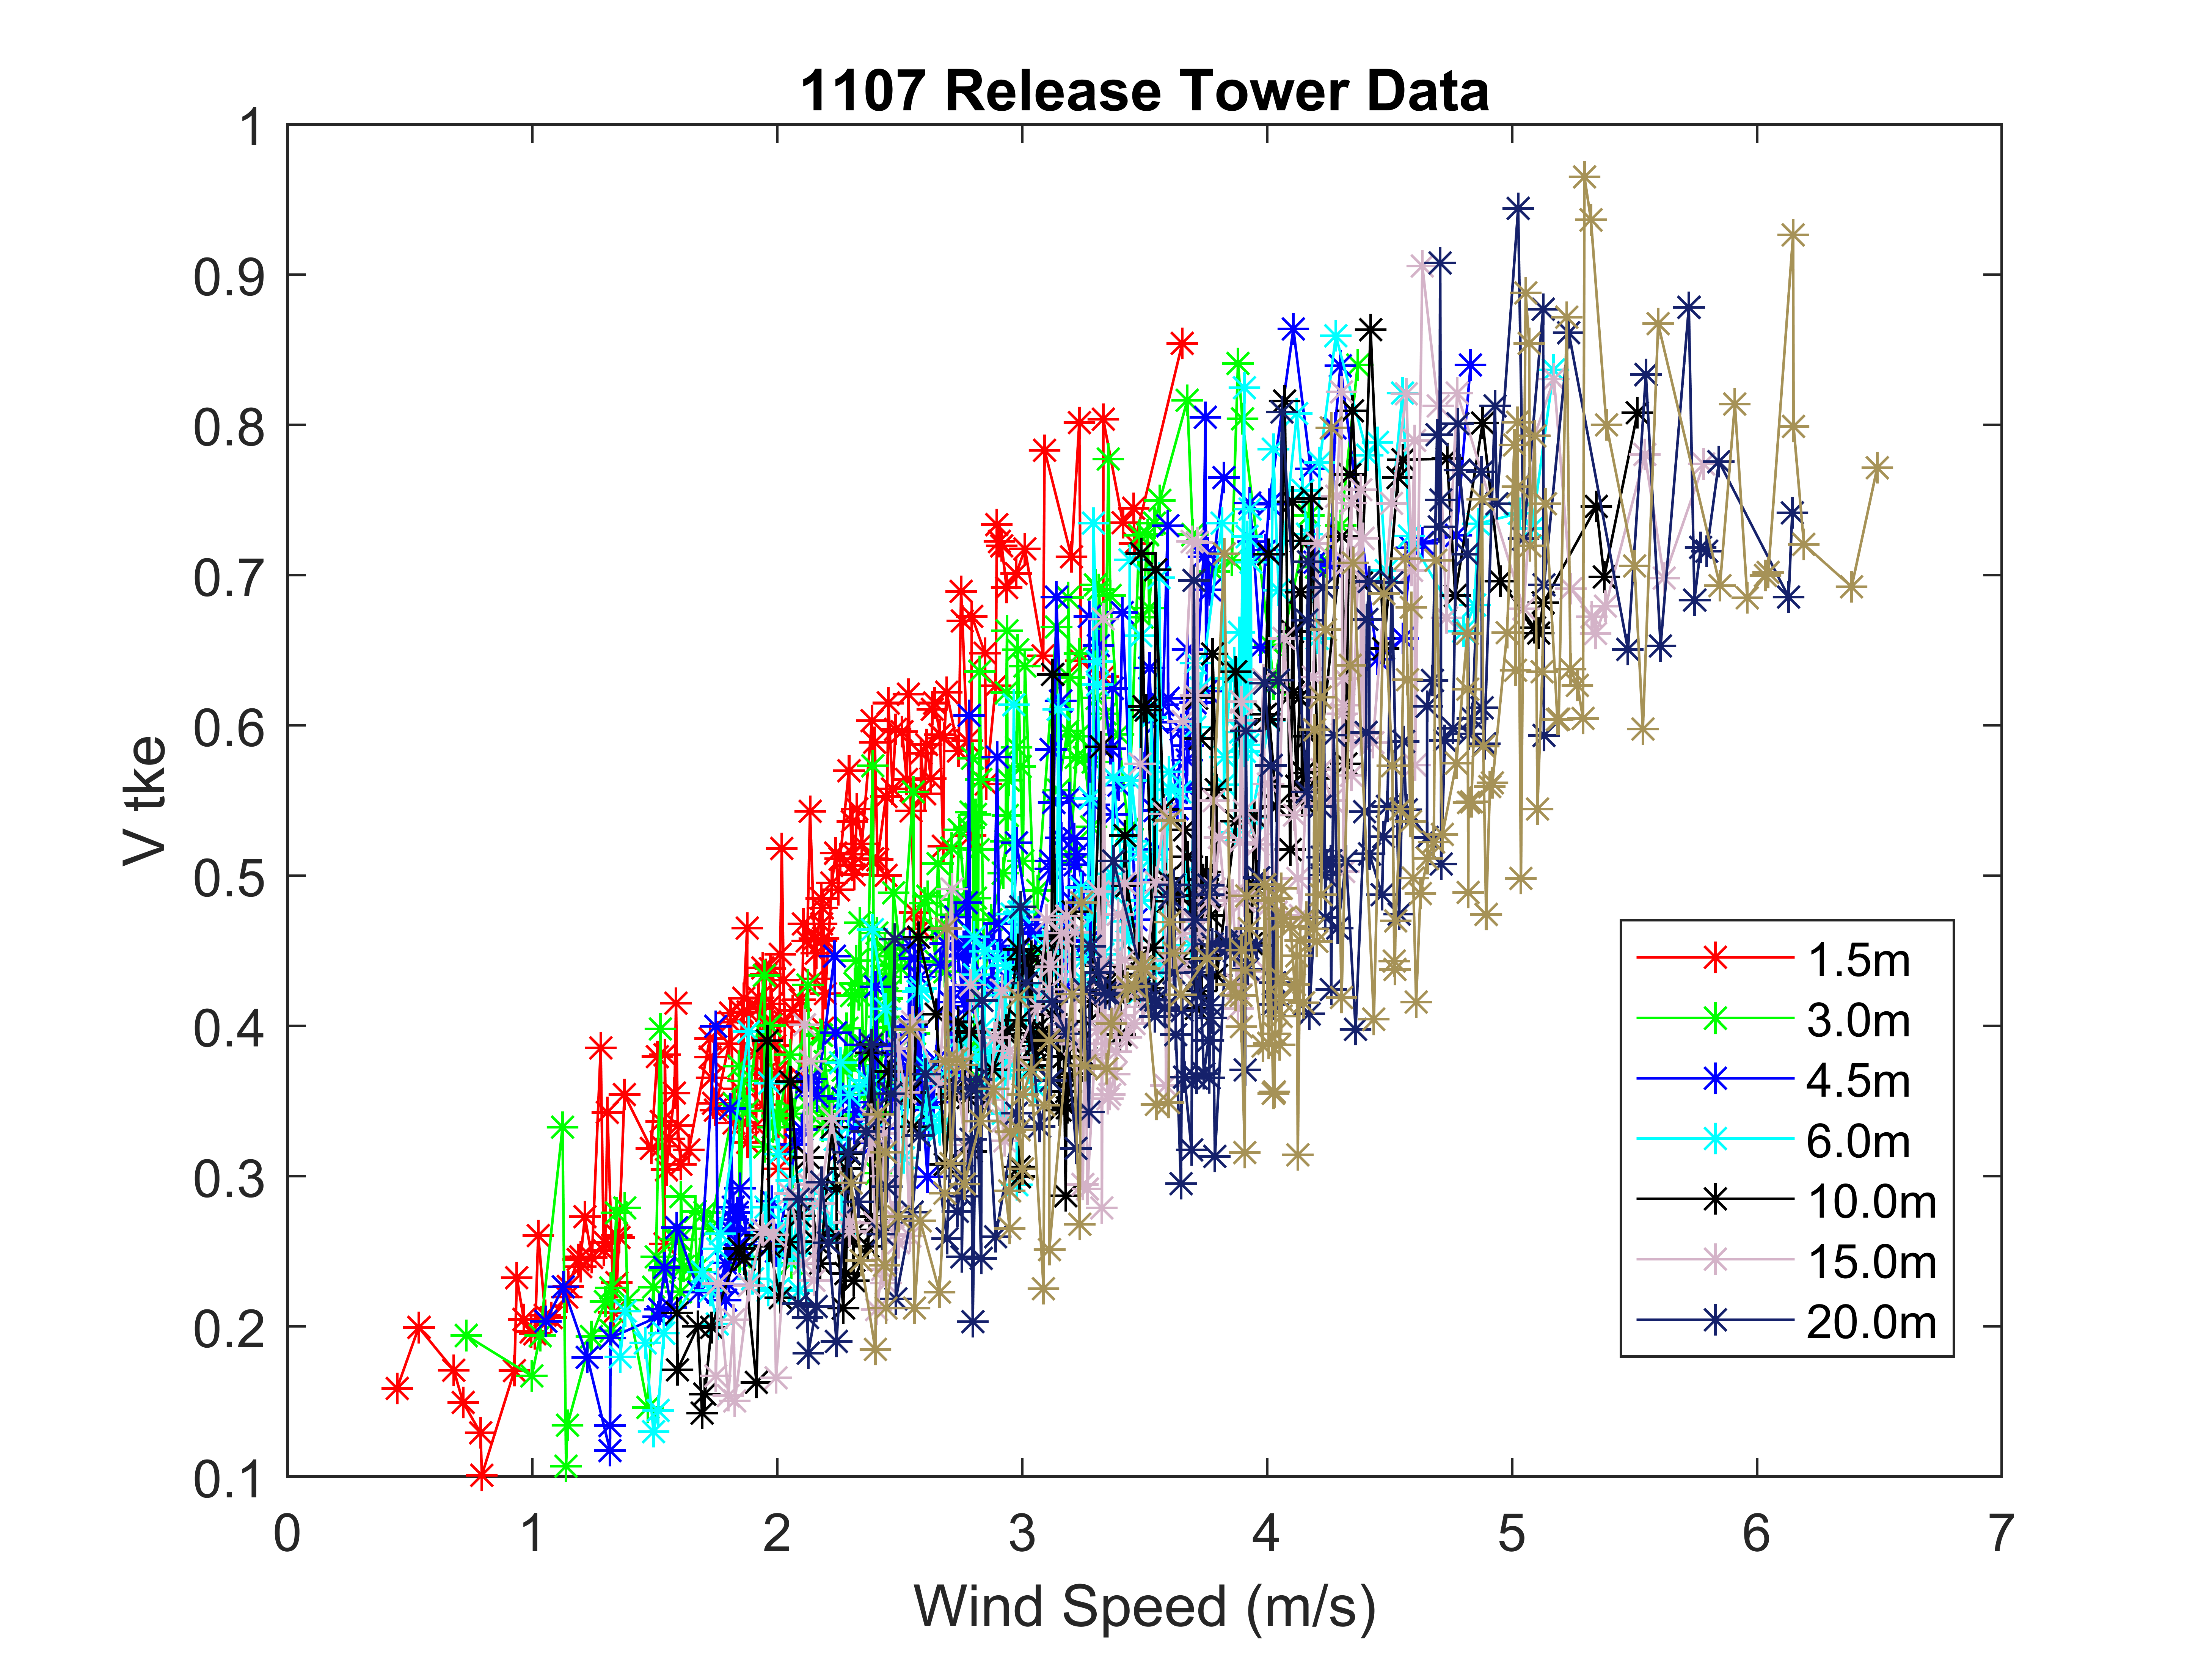 1107 Release Tower Data
1
0.9
0.8
0.7
0.6
0.5
0.4
0.3
0.2
0.1
V tke
0 1 2 3 4 5 6 7
Wind Speed (m/s)
1.5m
3.0m
4.5m
6.0m
10.0m
15.0m
20.0m